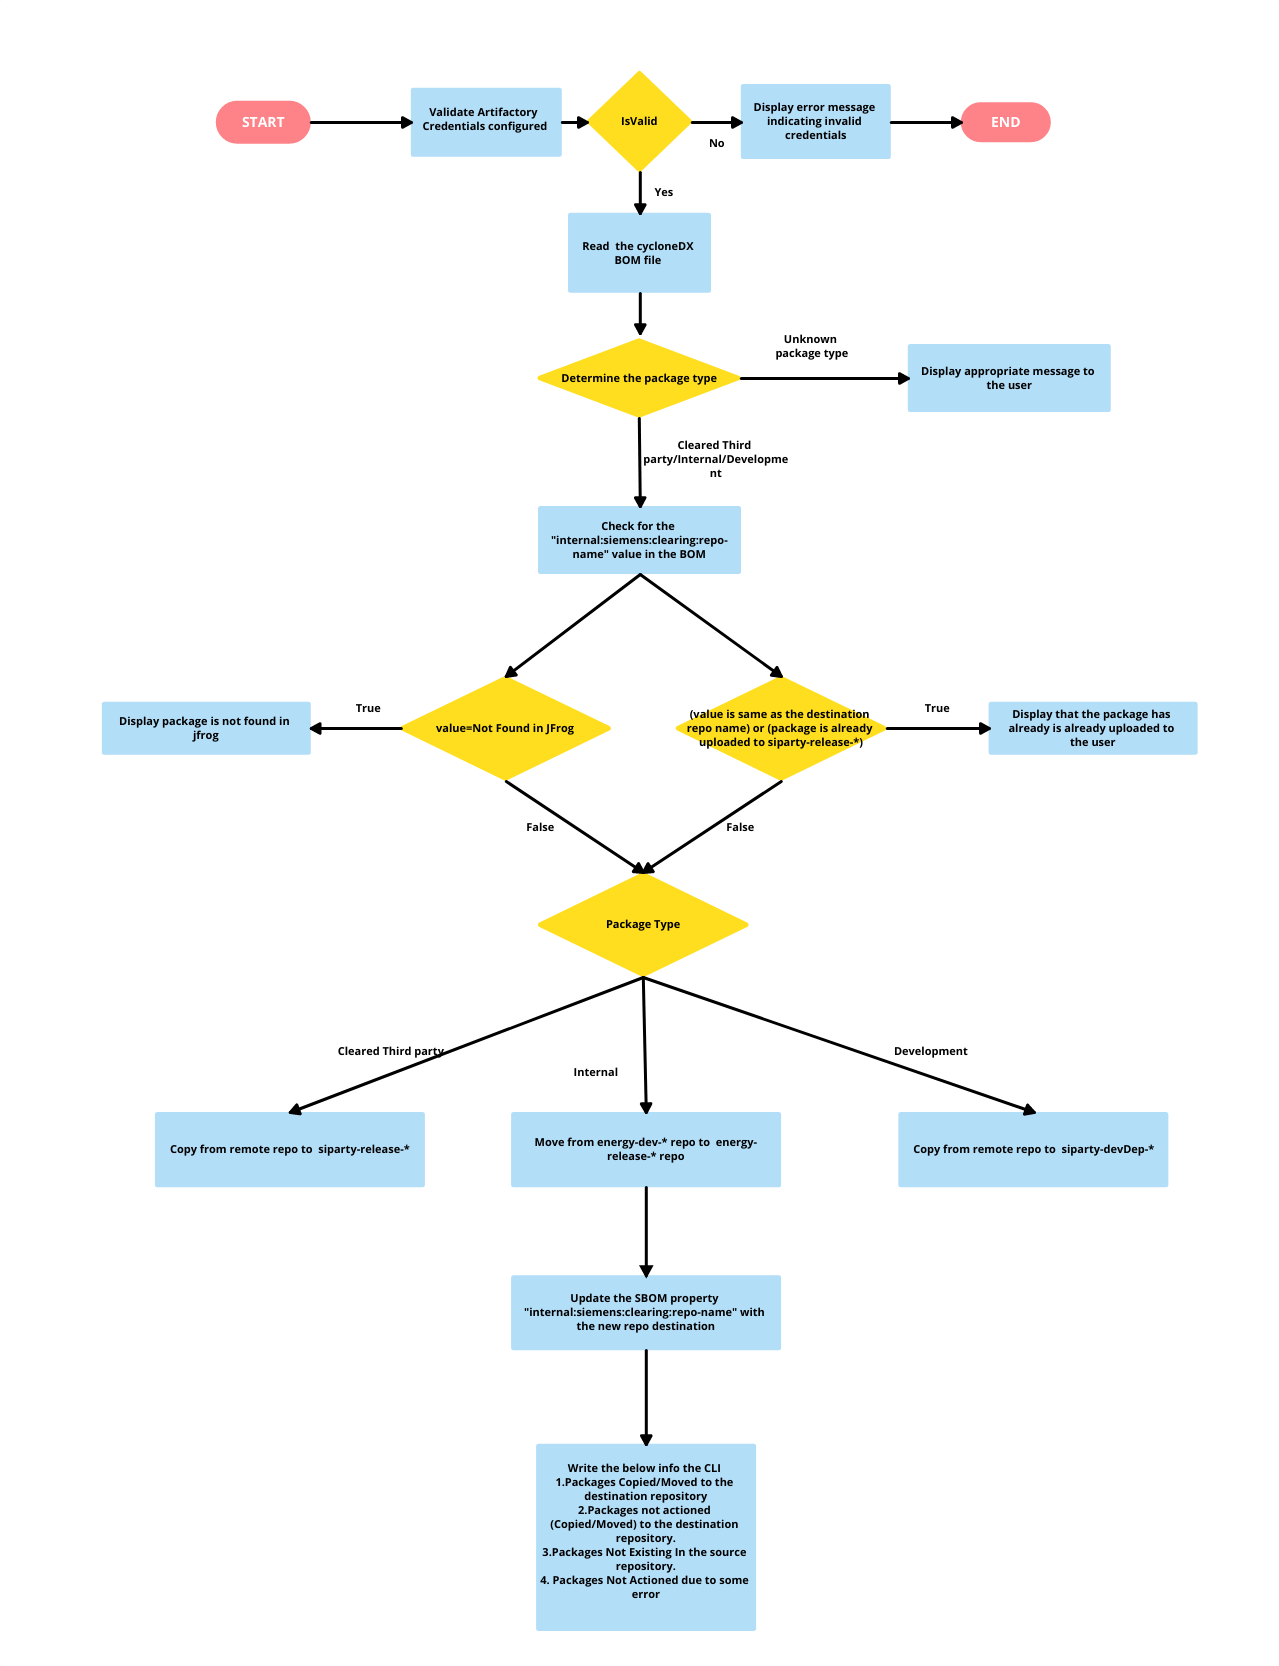 START
Validate Artifactory
Credentials configured
IsValid
No
Display error message
indicating invalid
credentials
END
Yes
Read  the cycloneDX
BOM file
Determine the package type
Unknown
package type
Display appropriate message to
the user
Cleared Third
party/Internal/Developme
nt
Check for the
"internal:siemens:clearing:repo-
name" value in the BOM
Display package is not found in
jfrog
True
value=Not Found in JFrog
(value is same as the destination
repo name) or (package is already
uploaded to siparty-release-*)
True
Display that the package has
already is already uploaded to
the user
False
False
Package Type
Cleared Third party
Internal
Development
Copy from remote repo to  siparty-release-*
Move from energy-dev-* repo to  energy-
release-* repo
Copy from remote repo to  siparty-devDep-*
Update the SBOM property
"internal:siemens:clearing:repo-name" with
the new repo destination
Write the below info the CLI
1.Packages Copied/Moved to the
destination repository
2.Packages not actioned
(Copied/Moved) to the destination
repository.
3.Packages Not Existing In the source
repository.
4. Packages Not Actioned due to some
error